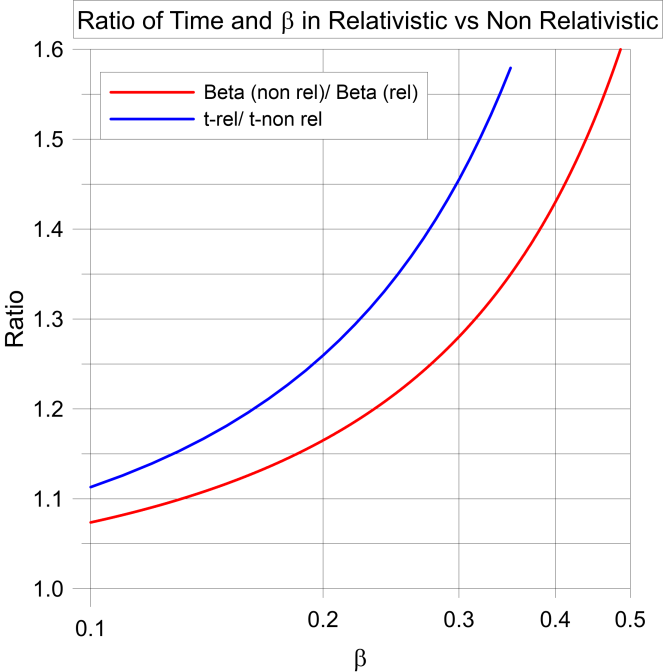 Ratio of Time and β in Relativistic vs Non Relativistic
1.6
Beta (non rel)/ Beta (rel)
t-rel/ t-non rel
1.5
1.4
1.3
1.2
1.1
1.0
Ratio
0.1
0.2
0.3
0.4
0.5
β